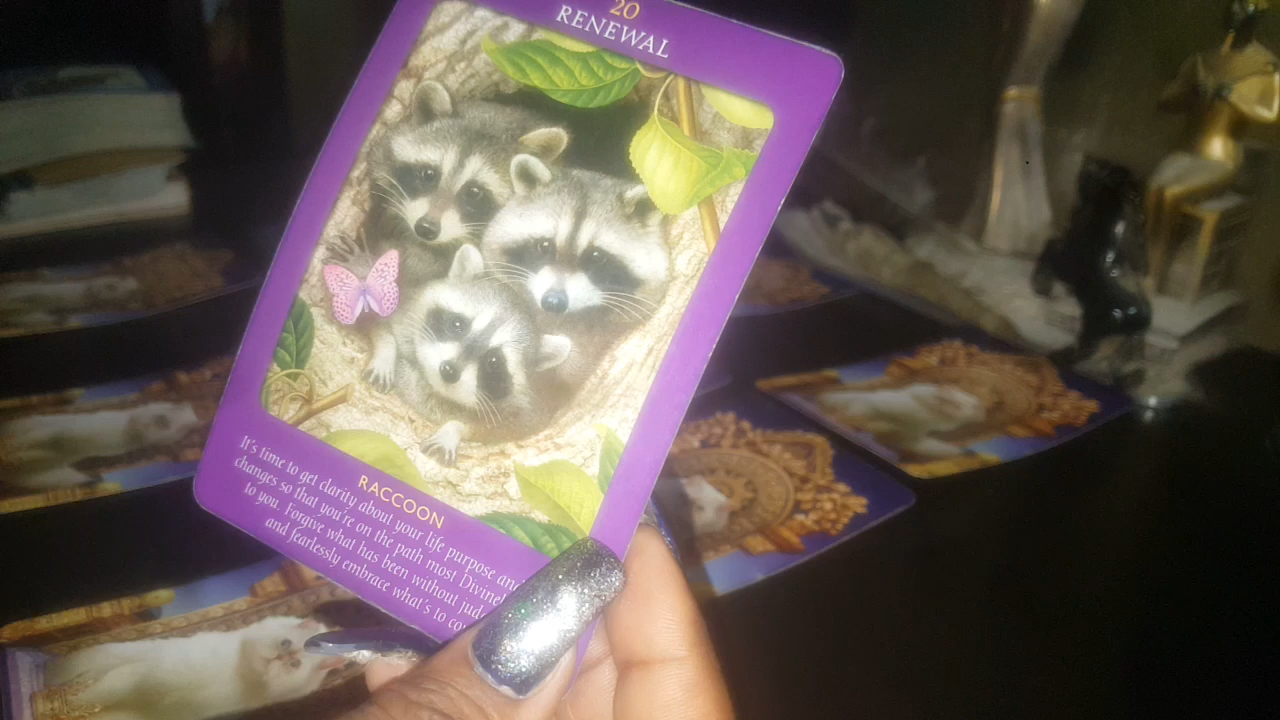 20
RENEWAL
RACCOON
It's time to get clarity about your life purpose and
changes so that you're on the path most
to you. Forgive what has been without
and fearlessly embrace what's to